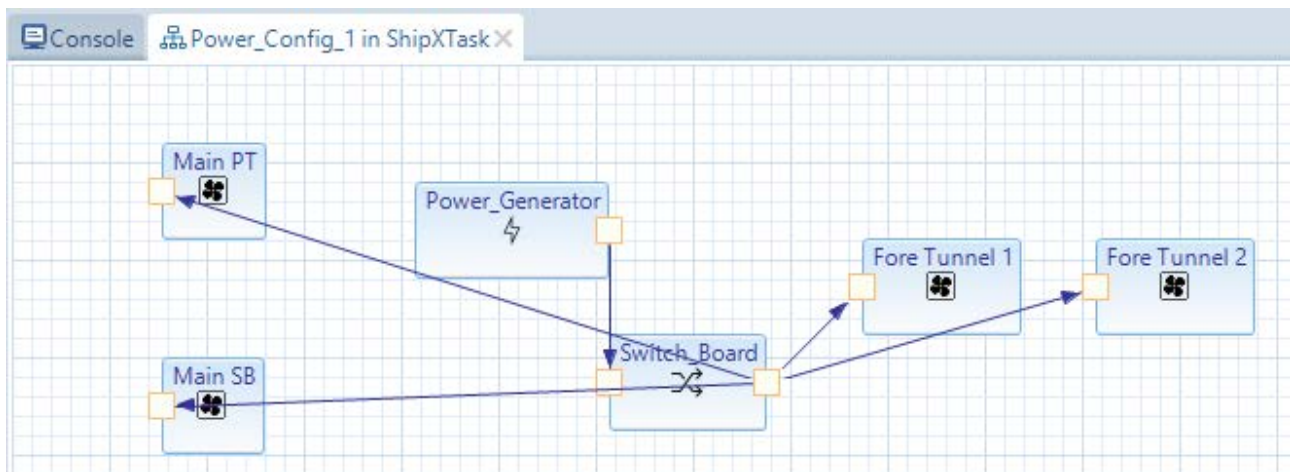 Console
Power_Config_1 in ShipXTask
Main PT
Power_Generator
Fore Tunnel 1
Fore Tunnel 2
Switch_Board
Main SB